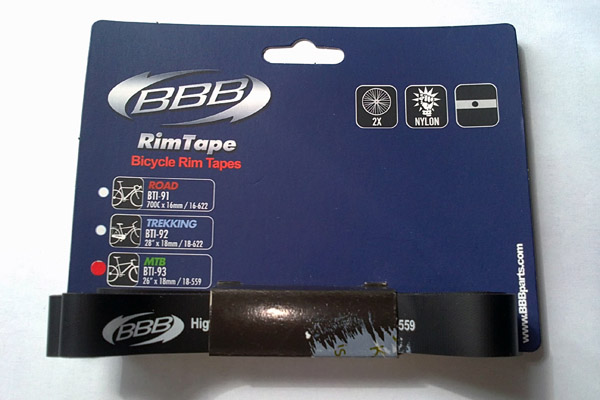 BBB
RimTape
Bicycle Rim Tapes
2X
NYLON
ROAD
BTI-91
700C x 16mm / 16-622
TREKKING
BTI-92
28" x 18mm / 18-622
MTB
BTI-93
26" x 18mm / 18-559
www.BBBparts.com
BBB
559